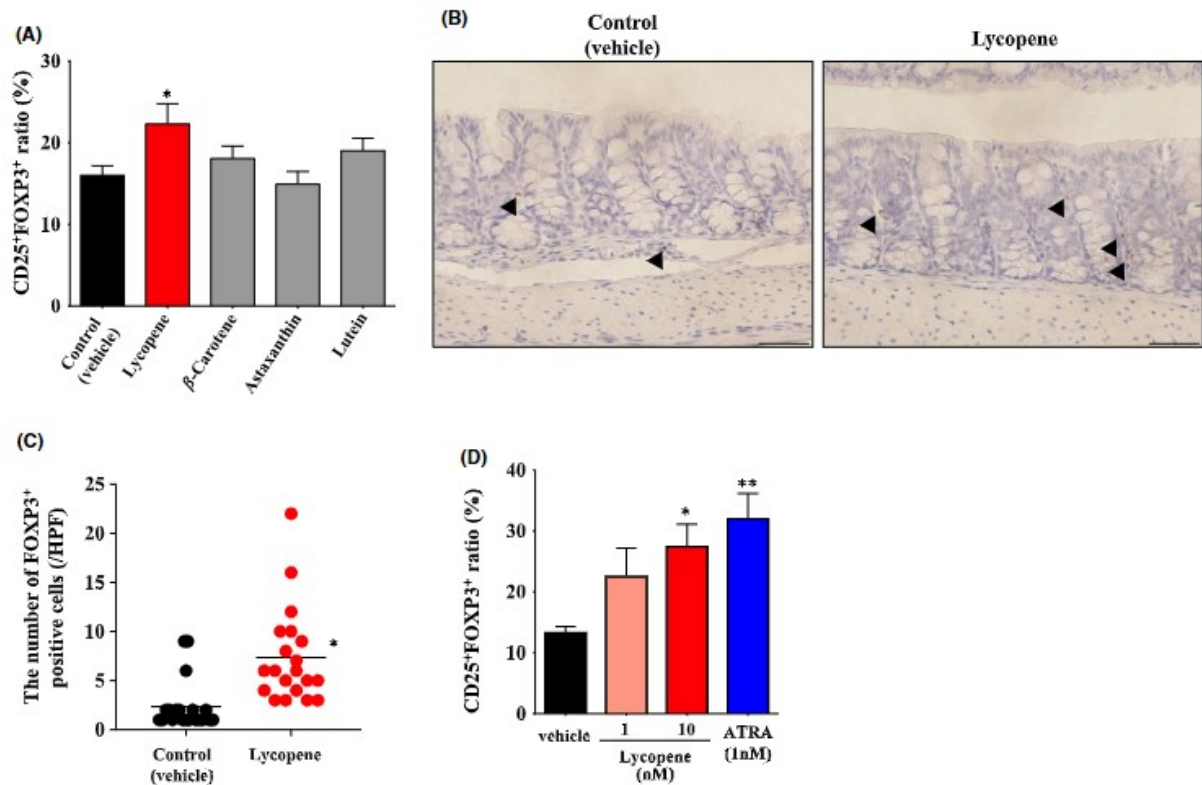 (A)
CD25+FOXP3+ ratio (%)
30
20
10
0
*
Control
(vehicle)
Lycopene
β-Carotene
Astaxanthin
Lutein
(B)
Control
(vehicle)
Lycopene
(C)
The number of FOXP3+
positive cells (/HPF)
25
20
15
10
5
0
*
Control
(vehicle)
Lycopene
(D)
CD25+FOXP3+ ratio (%)
40
30
20
10
0
*
**
vehicle
1
10
Lycopene
(nM)
ATRA
(1nM)